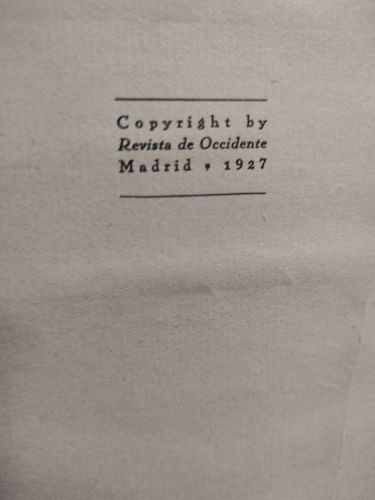 Copyright by
Revista de Occidente
Madrid * 1927